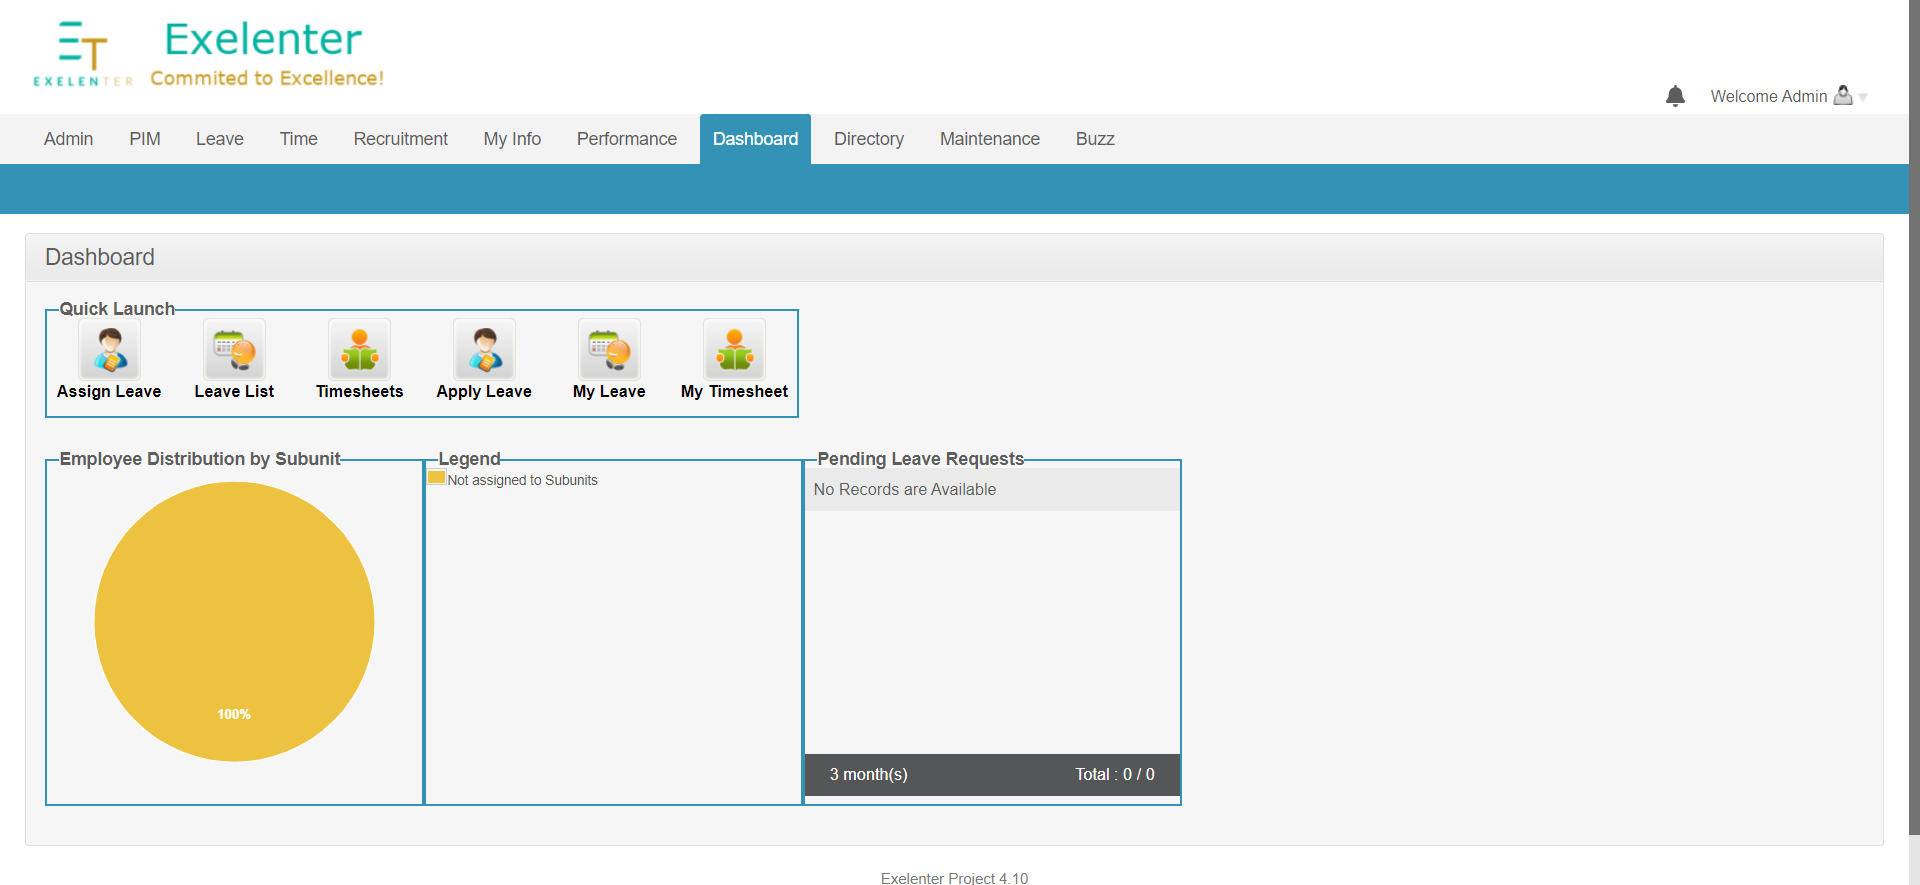 Exelenter
Commited to Excellence!
EXELENTER
Welcome Admin
Admin PIM Leave Time Recruitment My Info Performance Dashboard Directory Maintenance Buzz
Dashboard
Quick Launch
Assign Leave Leave List Timesheets Apply Leave My Leave My Timesheet
Employee Distribution by Subunit
100%
Legend
Not assigned to Subunits
Pending Leave Requests
No Records are Available
3 month(s) Total : 0 / 0
Exelenter Project 4.10